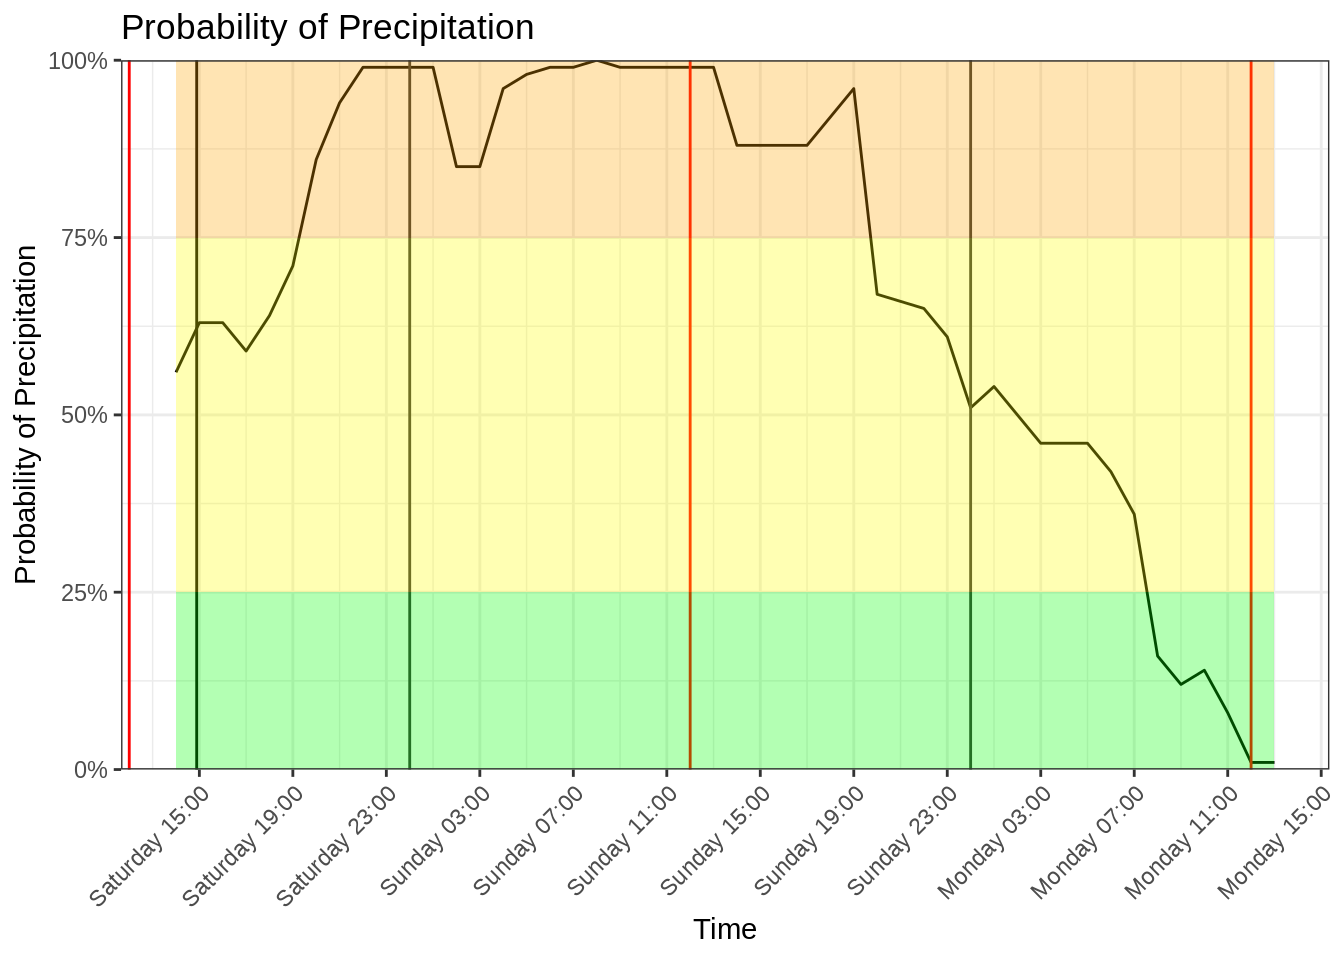 Probability of Precipitation
Probability of Precipitation
100%
75%
50%
25%
0%
Saturday 15:00
Saturday 19:00
Saturday 23:00
Sunday 03:00
Sunday 07:00
Sunday 11:00
Sunday 15:00
Sunday 19:00
Sunday 23:00
Monday 03:00
Monday 07:00
Monday 11:00
Monday 15:00
Time